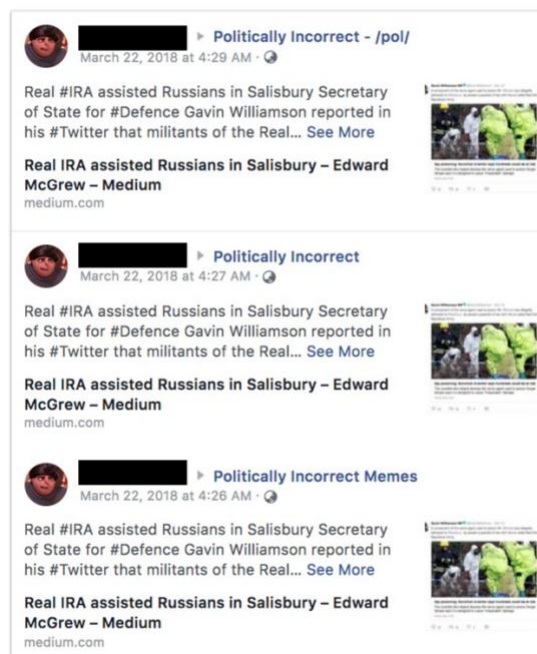 Politically Incorrect - /pol/
March 22, 2018 at 4:29 AM ·
Real #IRA assisted Russians in Salisbury Secretary
of State for #Defence Gavin Williamson reported in
his #Twitter that militants of the Real... See More
Real IRA assisted Russians in Salisbury – Edward
McGrew – Medium
medium.com
Politically Incorrect
March 22, 2018 at 4:27 AM ·
Real #IRA assisted Russians in Salisbury Secretary
of State for #Defence Gavin Williamson reported in
his #Twitter that militants of the Real... See More
Real IRA assisted Russians in Salisbury – Edward
McGrew – Medium
medium.com
Politically Incorrect Memes
March 22, 2018 at 4:26 AM ·
Real #IRA assisted Russians in Salisbury Secretary
of State for #Defence Gavin Williamson reported in
his #Twitter that militants of the Real... See More
Real IRA assisted Russians in Salisbury – Edward
McGrew – Medium
medium.com